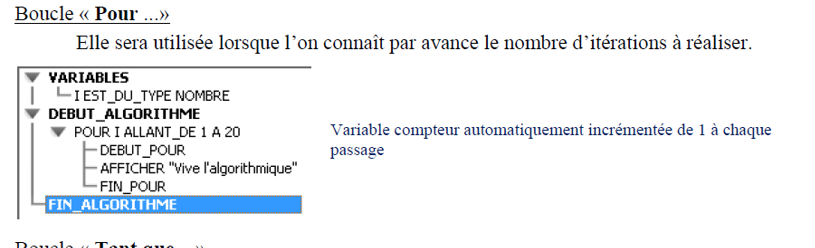 Boucle « Pour ...»
Elle sera utilisée lorsque l’on connaît par avance le nombre d’itérations à réaliser.
VARIABLES
I EST_DU_TYPE NOMBRE
DEBUT_ALGORITHME
POUR I ALLANT_DE 1 A 20
DEBUT_POUR
AFFICHER "Vive l'algorithmique"
FIN_POUR
FIN_ALGORITHME
Variable compteur automatiquement incrémentée de 1 à chaque
passage
Boucle « Tant que ...»